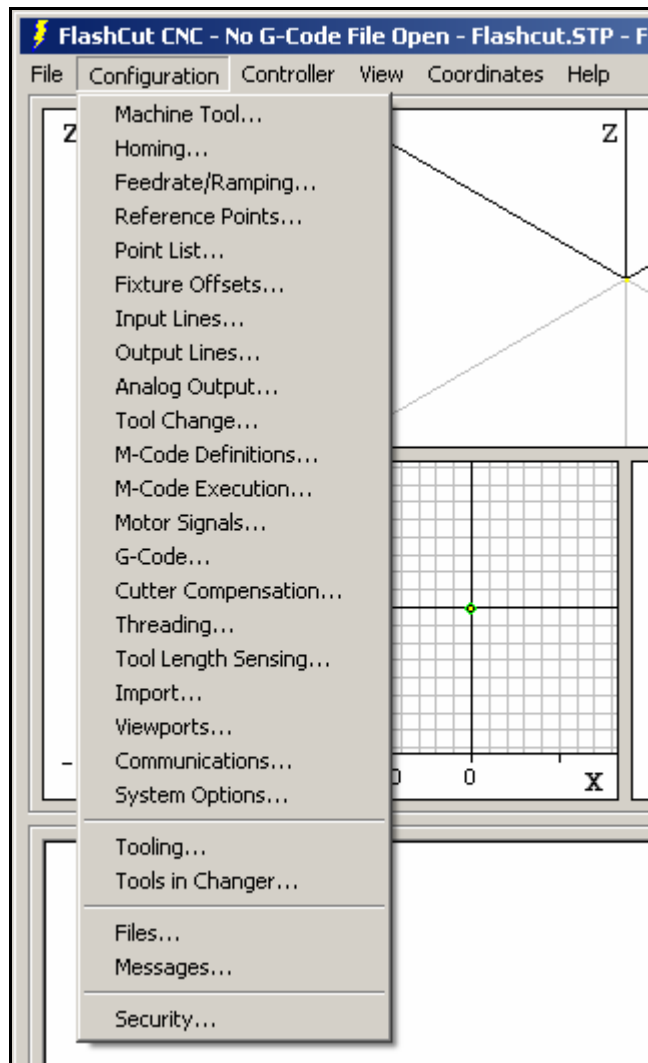 FlashCut CNC - No G-Code File Open - Flashcut.STP - F
File Configuration Controller View Coordinates Help
Z
Z
Machine Tool...
Homing...
Feedrate/Ramping...
Reference Points...
Point List...
Fixture Offsets...
Input Lines...
Output Lines...
Analog Output...
Tool Change...
M-Code Definitions...
M-Code Execution...
Motor Signals...
G-Code...
Cutter Compensation...
Threading...
Tool Length Sensing...
Import...
Viewports...
Communications...
System Options...
Tooling...
Tools in Changer...
Files...
Messages...
Security...
-
0
X